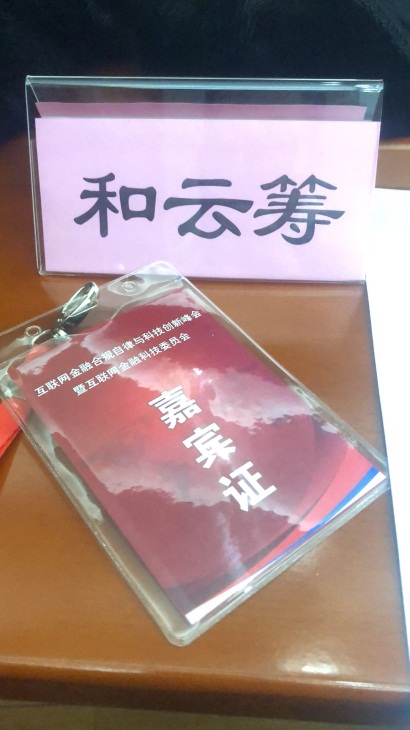 和云筹
互联网金融合规自律与科技创新峰会
暨互联网金融科技委员会
嘉宾证